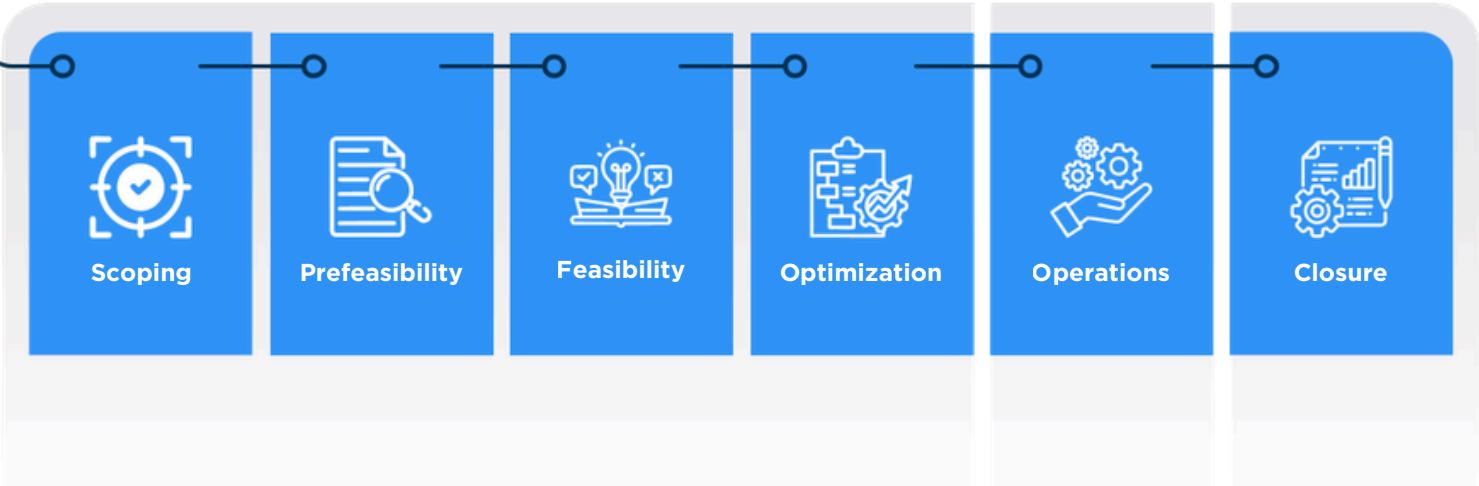 Scoping
Prefeasibility
Feasibility
Optimization
Operations
Closure